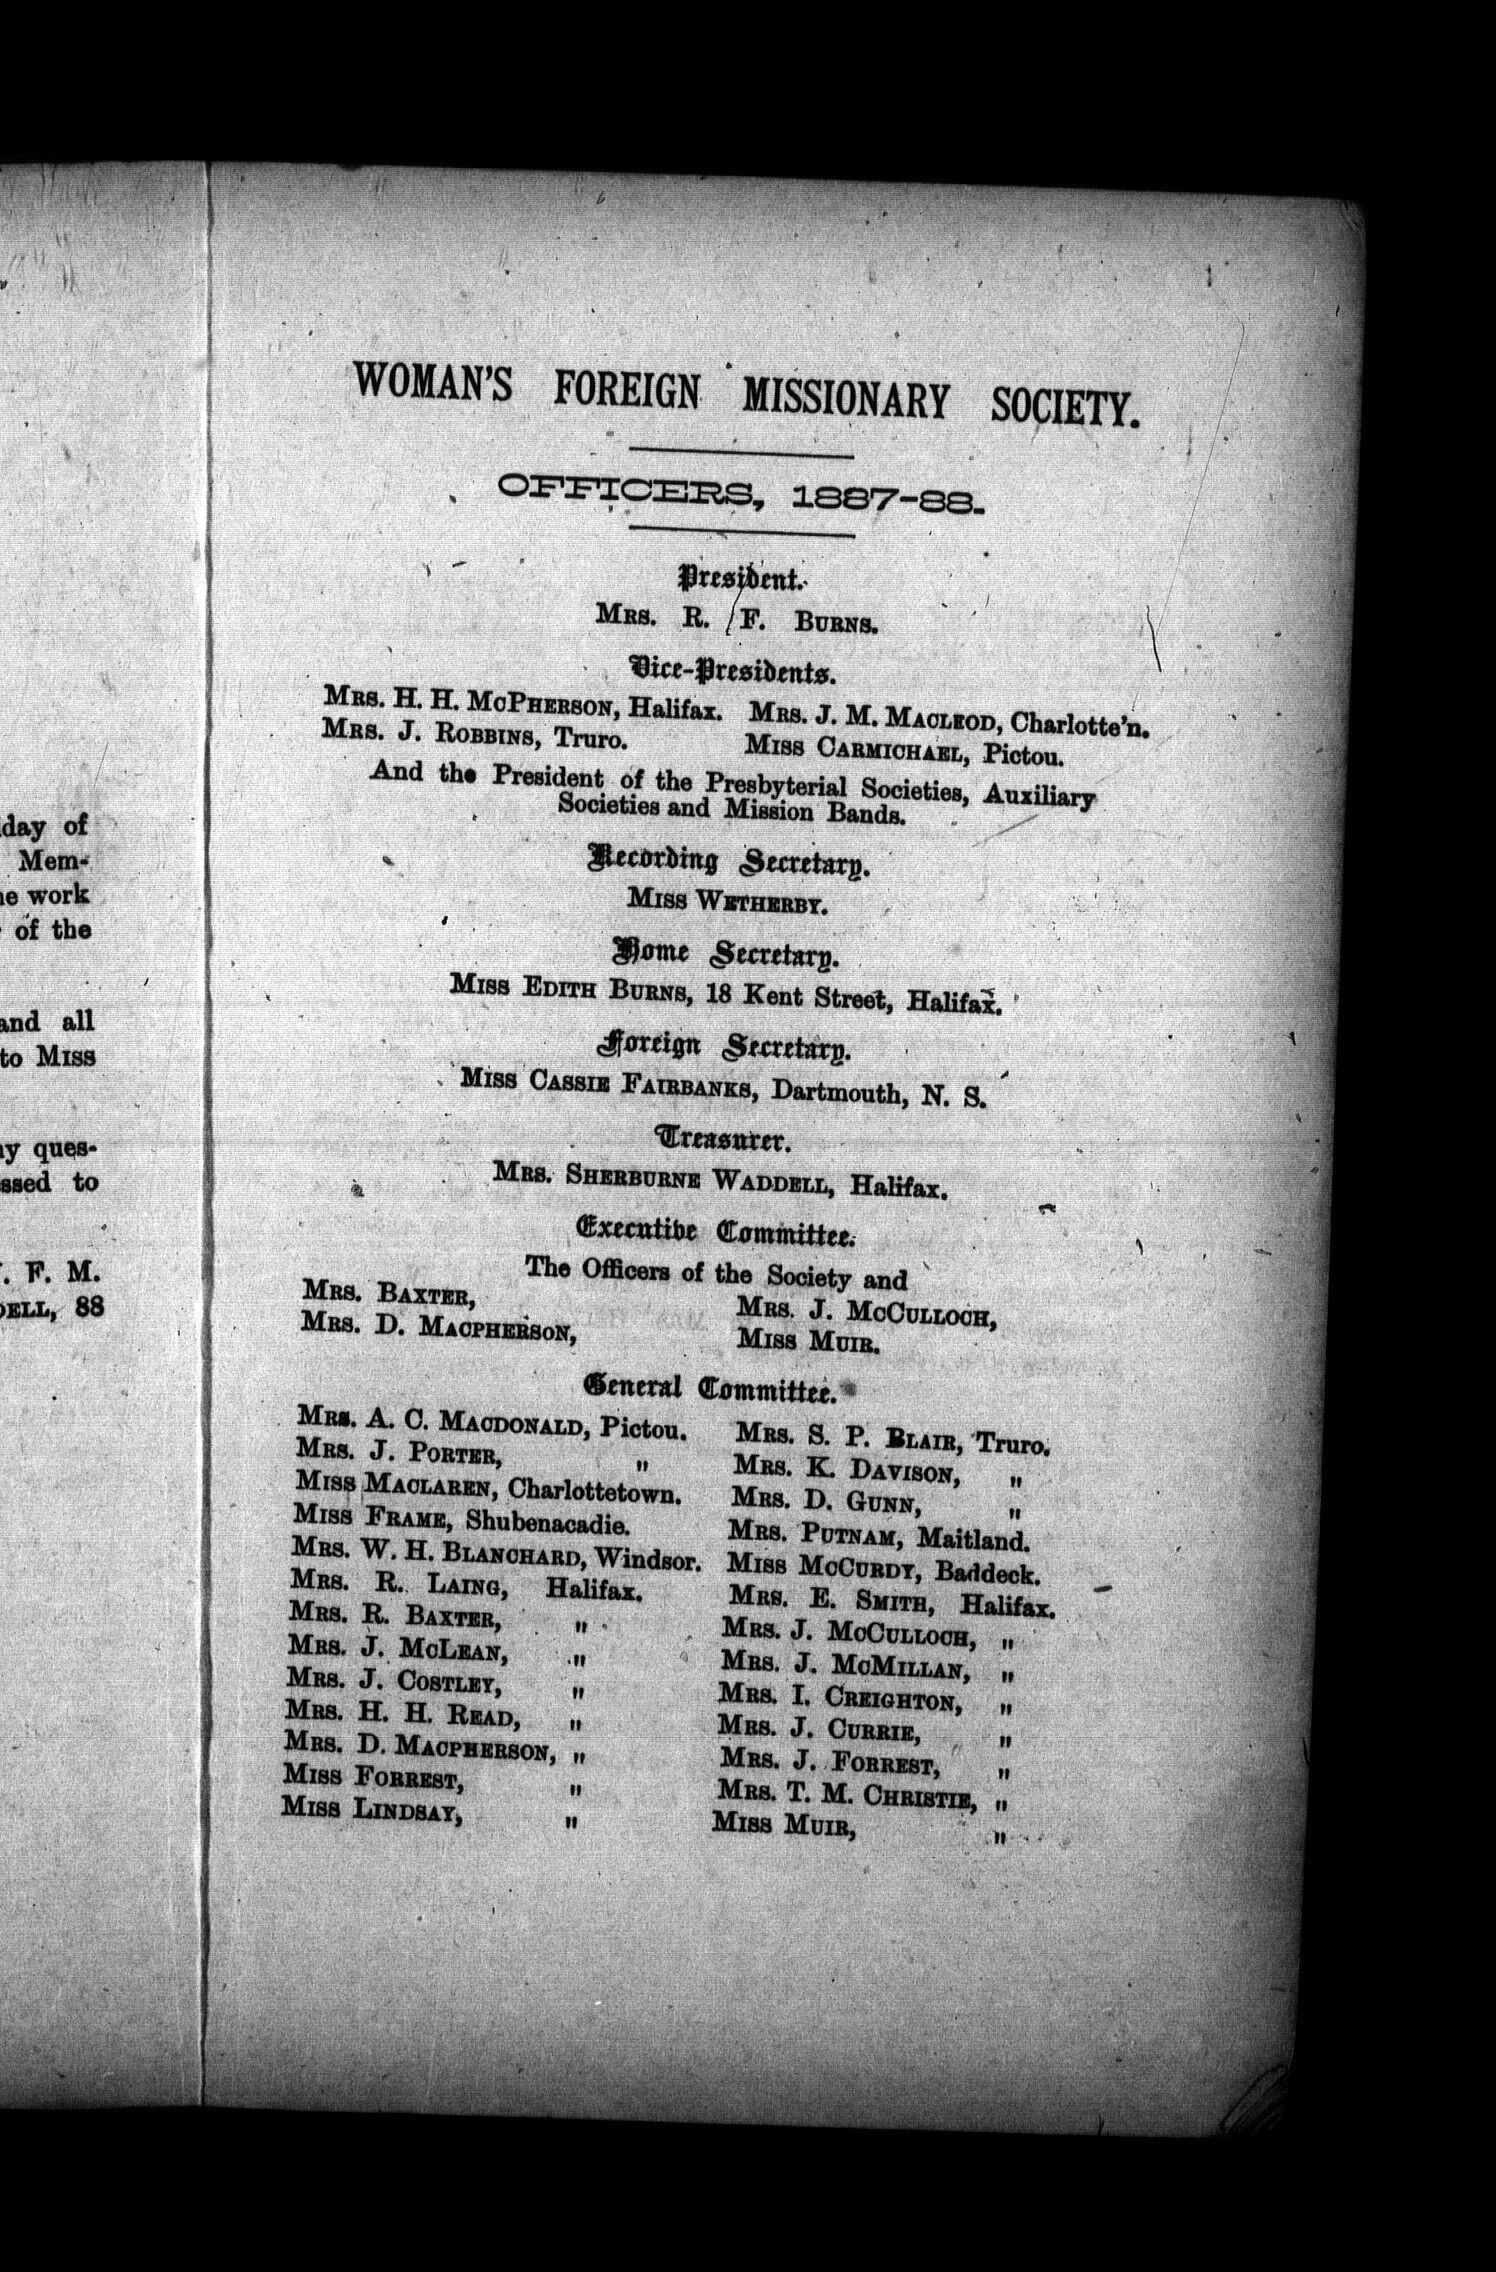 day of
Mem-
work
of the
and all
to Miss
ques-
to
F. M.
88
WOMAN'S FOREIGN MISSIONARY SOCIETY.
OFFICERS, 1887-88.
President.
MRS. R. F. BURNS.
Vice-Presidents.
MRS. H. H. MCPHERSON, Halifax. MRS. J. M. MACLEOD, Charlotte'n.
MRS. J. ROBBINS, Truro. MISS CARMICHAEL, Pictou.
And the President of the Presbyterial Societies, Auxiliary
Societies and Mission Bands.
Recording Secretary.
MISS WETHERBY.
Home Secretary.
MISS EDITH BURNS, 18 Kent Street, Halifax.
Foreign Secretary.
MISS CASSIE FAIRBANKS, Dartmouth, N. S.
Treasurer.
MRS. SHERBURNE WADDELL, Halifax.
Executive Committee.
The Officers of the Society and
MRS. BAXTER, MRS. J. MCCULLOCH,
MRS. D. MACPHERSON, MISS MUIR.
General Committee.
MRS. A. C. MACDONALD, Pictou. MRS. S. P. BLAIR, Truro.
MRS. J. PORTER, " MRS. K. DAVISON, "
MISS MACLAREN, Charlottetown. MRS. D. GUNN, "
MISS FRAME, Shubenacadie. MRS. PUTNAM, Maitland.
MRS. W. H. BLANCHARD, Windsor. MISS MCCURDY, Baddeck.
MRS. R. LAING, Halifax. MRS. E. SMITH, Halifax.
MRS. R. BAXTER, " MRS. J. MCCULLOCH, "
MRS. J. MCLEAN, " MRS. J. MCMILLAN, "
MRS. J. COSTLEY, " MRS. I. CREIGHTON, "
MRS. H. H. READ, " MRS. J. CURRIE, "
MRS. D. MACPHERSON, " MRS. J. FORREST, "
MISS FORREST, " MRS. T. M. CHRISTIE, "
MISS LINDSAY, " MISS MUIR, "